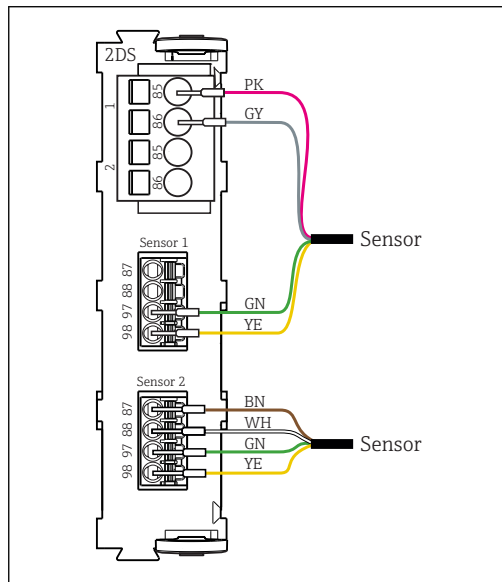 2DS
1
85
PK
86
GY
2
85
86
Sensor
Sensor 1
87
88
97
GN
98
YE
Sensor 2
87
BN
88
WH
97
GN
Sensor
98
YE